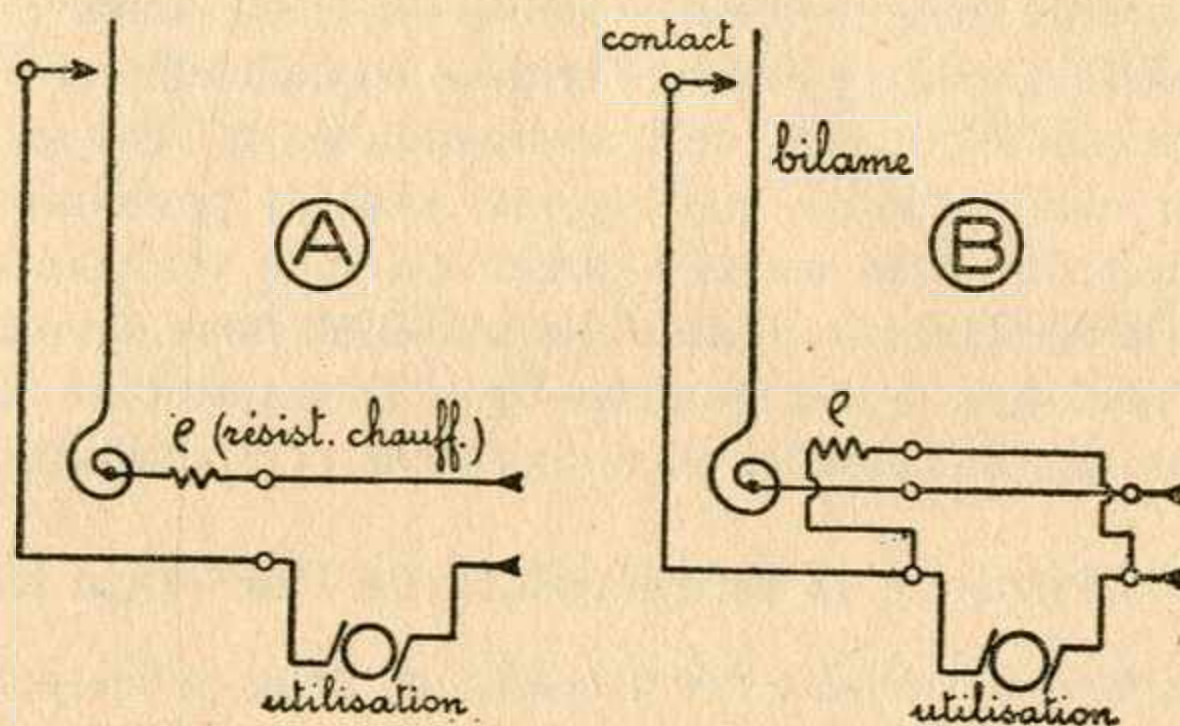 contact
bilame
A
B
ρ (résist. chauff.)
ρ
utilisation
utilisation